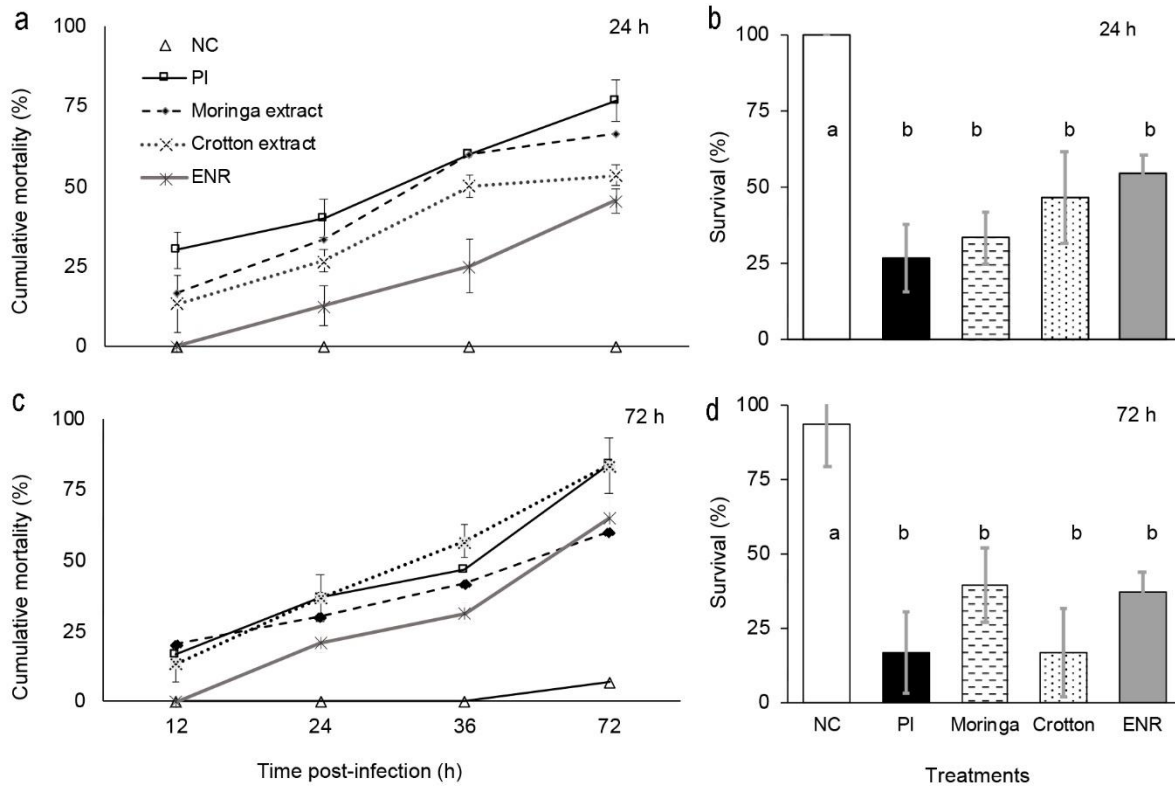 a
24 h
100
75
50
25
0
Cumulative mortality (%)
NC
PI
Moringa extract
Crotton extract
ENR
b
24 h
100
75
50
25
0
Survival (%)
a b b b b
c
72 h
100
75
50
25
0
Cumulative mortality (%)
12 24 36 72
Time post-infection (h)
d
72 h
100
75
50
25
0
Survival (%)
a b b b b
NC PI Moringa Crotton ENR
Treatments